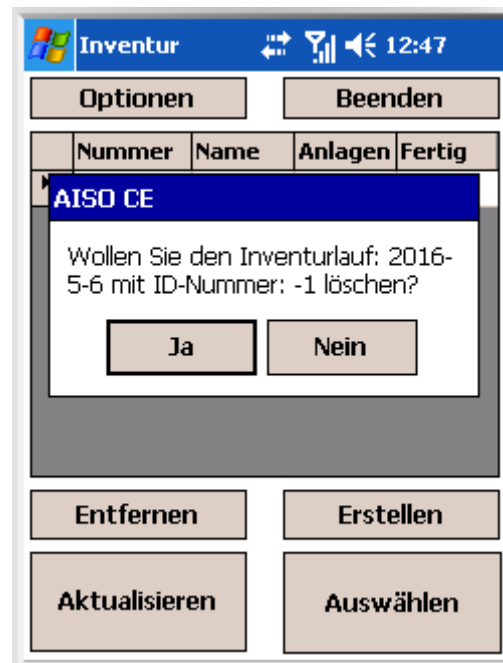 Inventur 12:47
Optionen Beenden
Nummer Name Anlagen Fertig
AISO CE
Wollen Sie den Inventurlauf: 2016-
5-6 mit ID-Nummer: -1 löschen?
Ja Nein
Entfernen Erstellen
Aktualisieren Auswählen